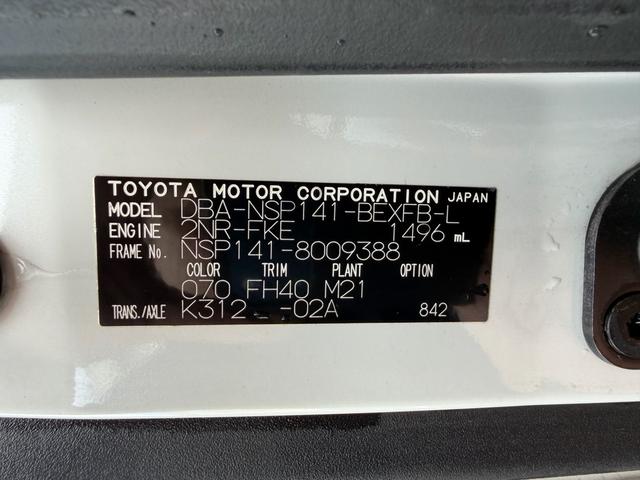 TOYOTA MOTOR CORPORATION JAPAN
MODEL DBA-NSP141-BEXFB-L
ENGINE 2NR-FKE 1496 mL
FRAME No. NSP141-8009388
COLOR TRIM PLANT OPTION
070 FH40 M21
TRANS./AXLE K312 -02A 842